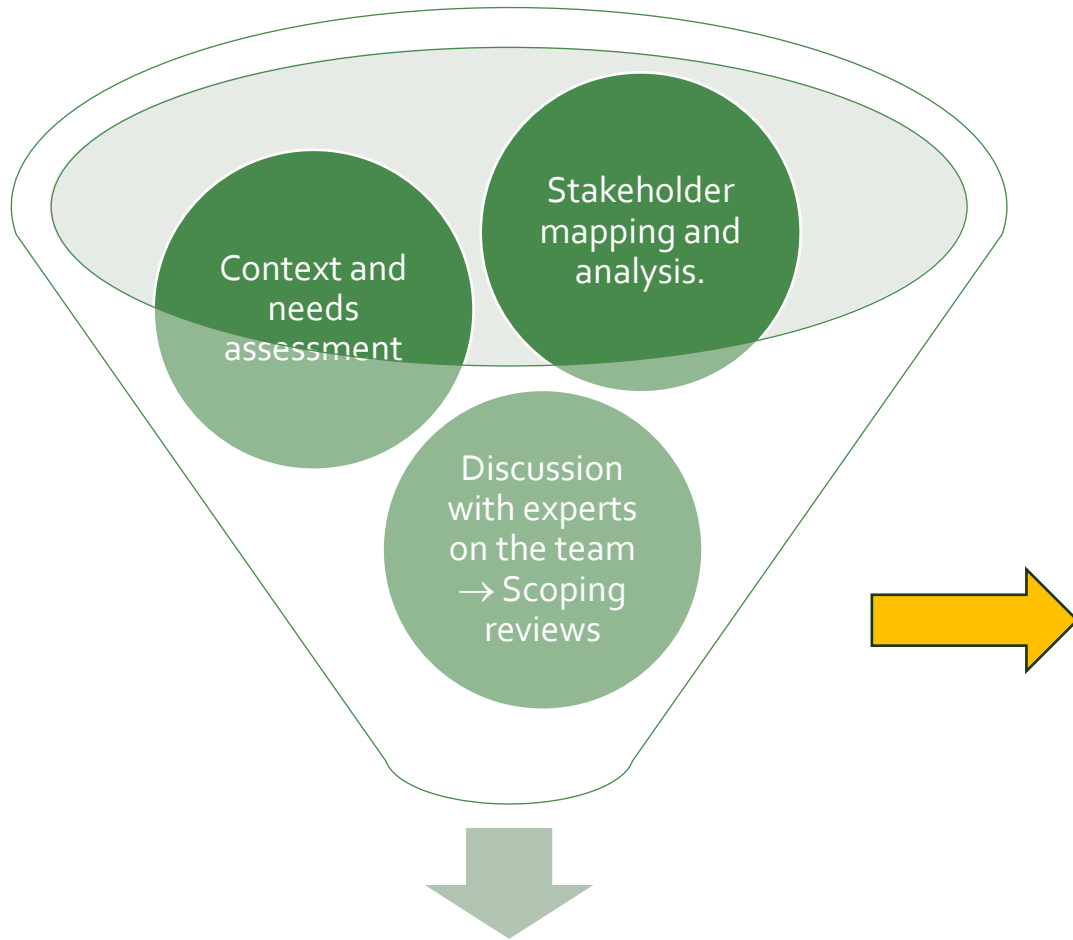 Stakeholder
mapping and
analysis.
Context and
needs
assessment
Discussion
with experts
on the team
→ Scoping
reviews